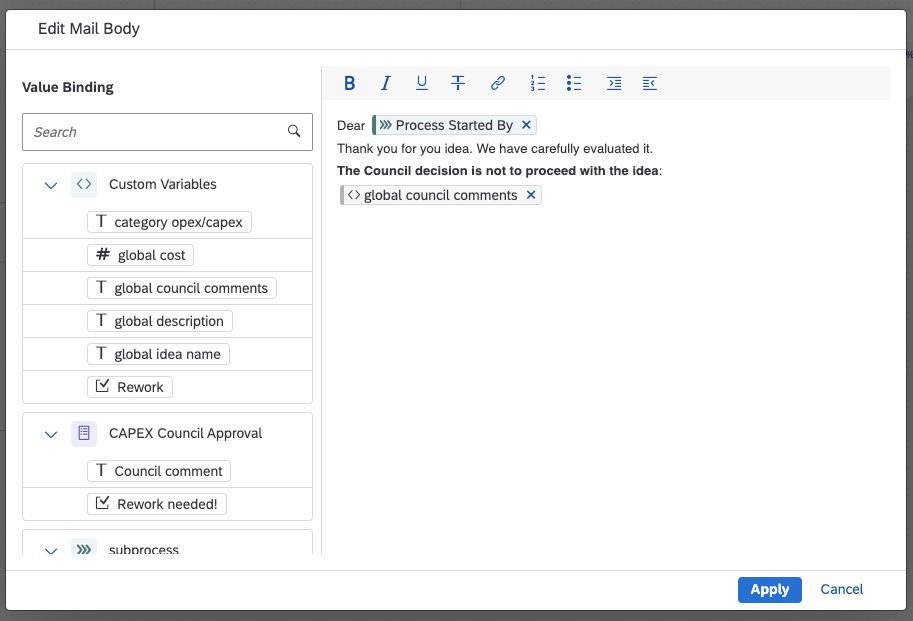 Edit Mail Body
Value Binding
Search
Custom Variables
category opex/capex
global cost
global council comments
global description
global idea name
Rework
CAPEX Council Approval
Council comment
Rework needed!
subprocess
Dear Process Started By
Thank you for you idea. We have carefully evaluated it.
The Council decision is not to proceed with the idea:
global council comments
Apply Cancel